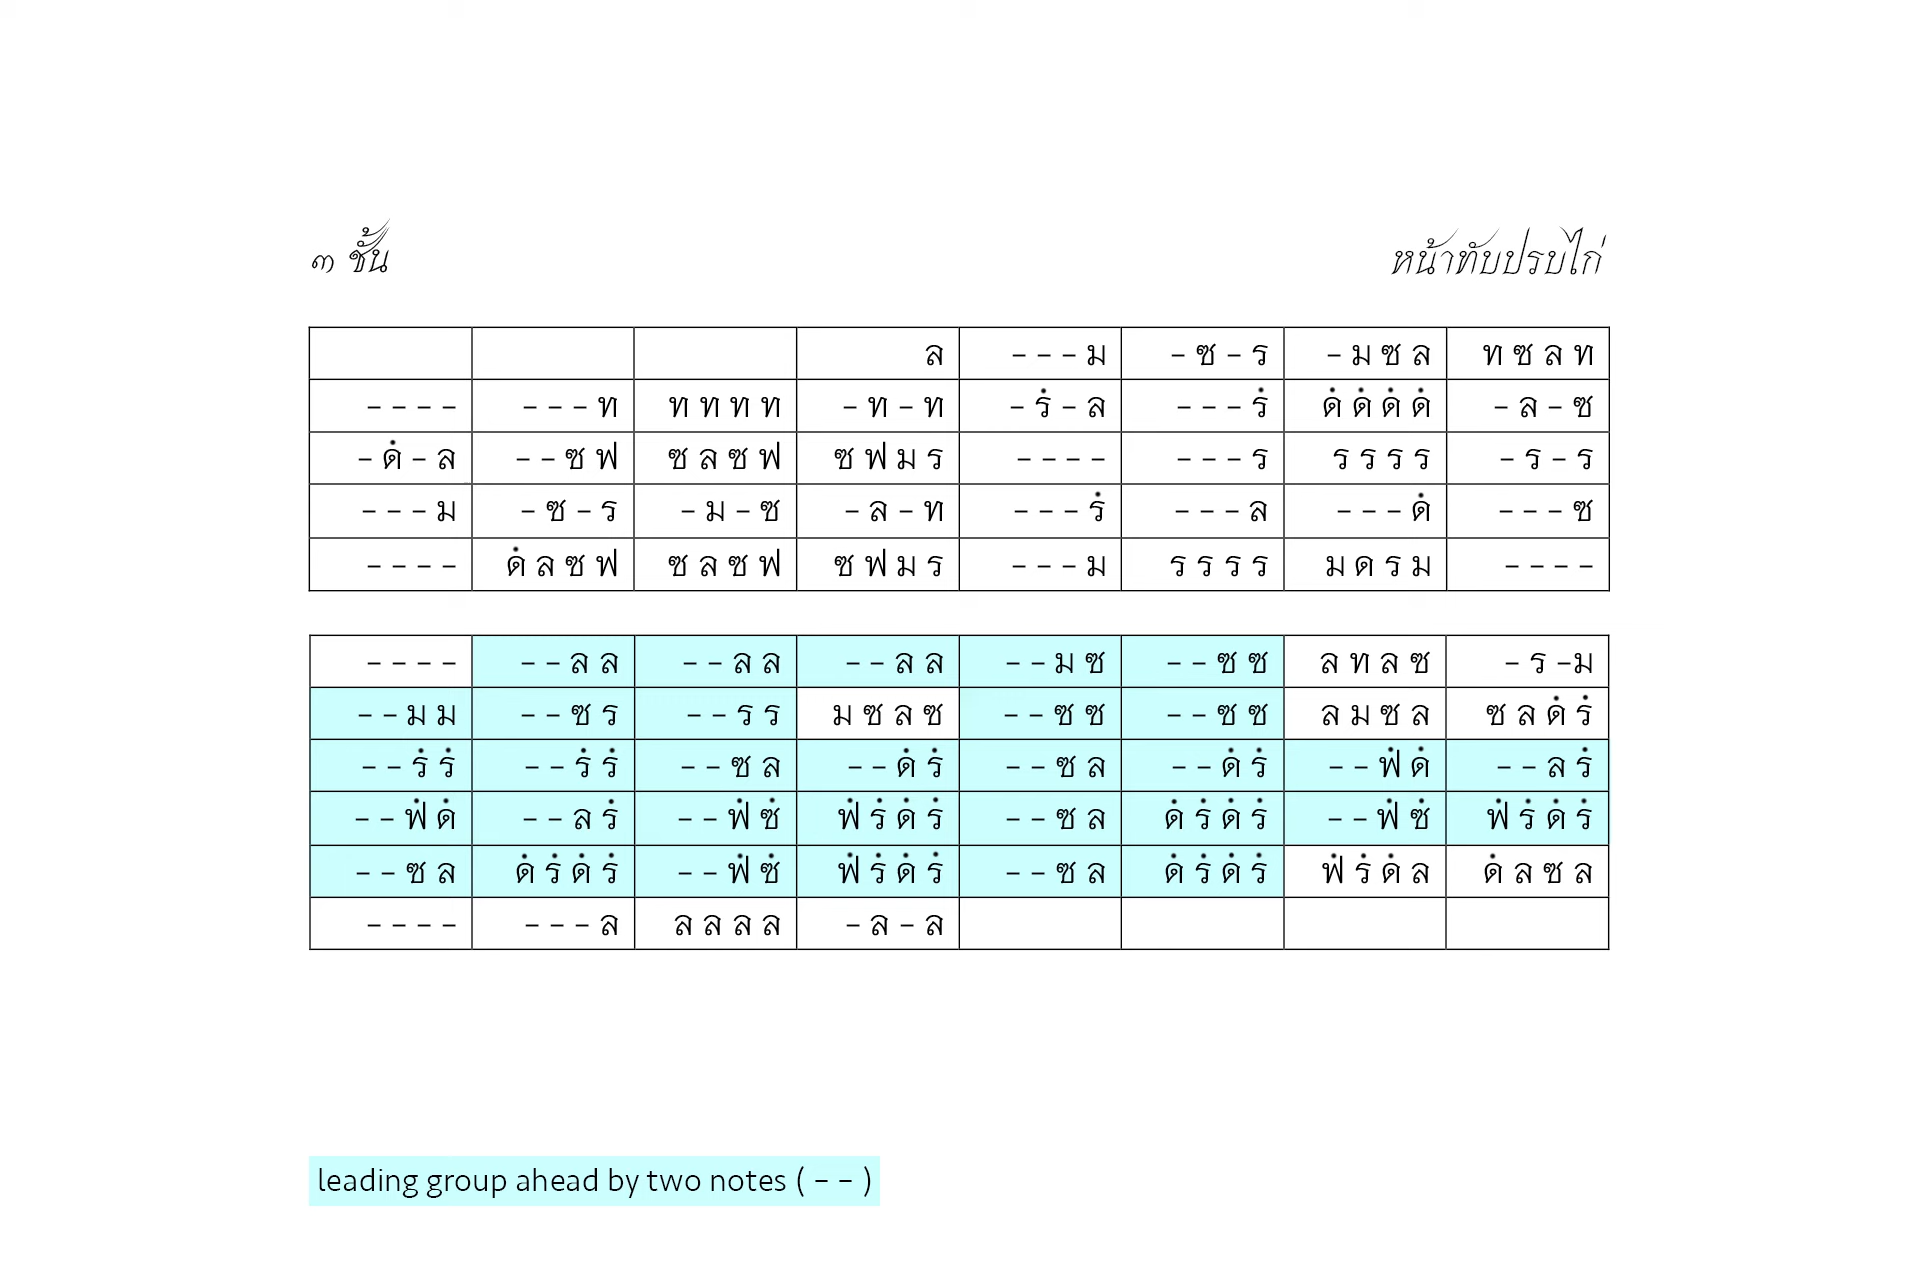 ๓ ชั้น หน้าทับปรบไก่
ล - - - ม - ซ - ร - ม ซ ล ท ซ ล ท
- - - - - - - ท ท ท ท ท - ท - ท - รํ - ล - - - รํ ดํ ดํ ดํ ดํ - ล - ซ
- ดํ - ล - - ซ ฟ ซ ล ซ ฟ ซ ฟ ม ร - - - - - - - ร ร ร ร ร - ร - ร
- - - ม - ซ - ร - ม - ซ - ล - ท - - - รํ - - - ล - - - ดํ - - - ซ
- - - - ดํ ล ซ ฟ ซ ล ซ ฟ ซ ฟ ม ร - - - ม ร ร ร ร ม ด ร ม - - - -
- - - - - - ล ล - - ล ล - - ล ล - - ม ซ - - ซ ซ ล ท ล ซ - ร -ม
- - ม ม - - ซ ร - - ร ร ม ซ ล ซ - - ซ ซ - - ซ ซ ล ม ซ ล ซ ล ดํ รํ
- - รํ รํ - - รํ รํ - - ซ ล - - ดํ รํ - - ซ ล - - ดํ รํ - - ฟํ ดํ - - ล รํ
- - ฟํ ดํ - - ล รํ - - ฟํ ซํ ฟํ รํ ดํ รํ - - ซ ล ดํ รํ ดํ รํ - - ฟํ ซํ ฟํ รํ ดํ รํ
- - ซ ล ดํ รํ ดํ รํ - - ฟํ ซํ ฟํ รํ ดํ รํ - - ซ ล ดํ รํ ดํ รํ ฟํ รํ ดํ ล ดํ ล ซ ล
- - - - - - - ล ล ล ล ล - ล - ล
leading group ahead by two notes ( - - )